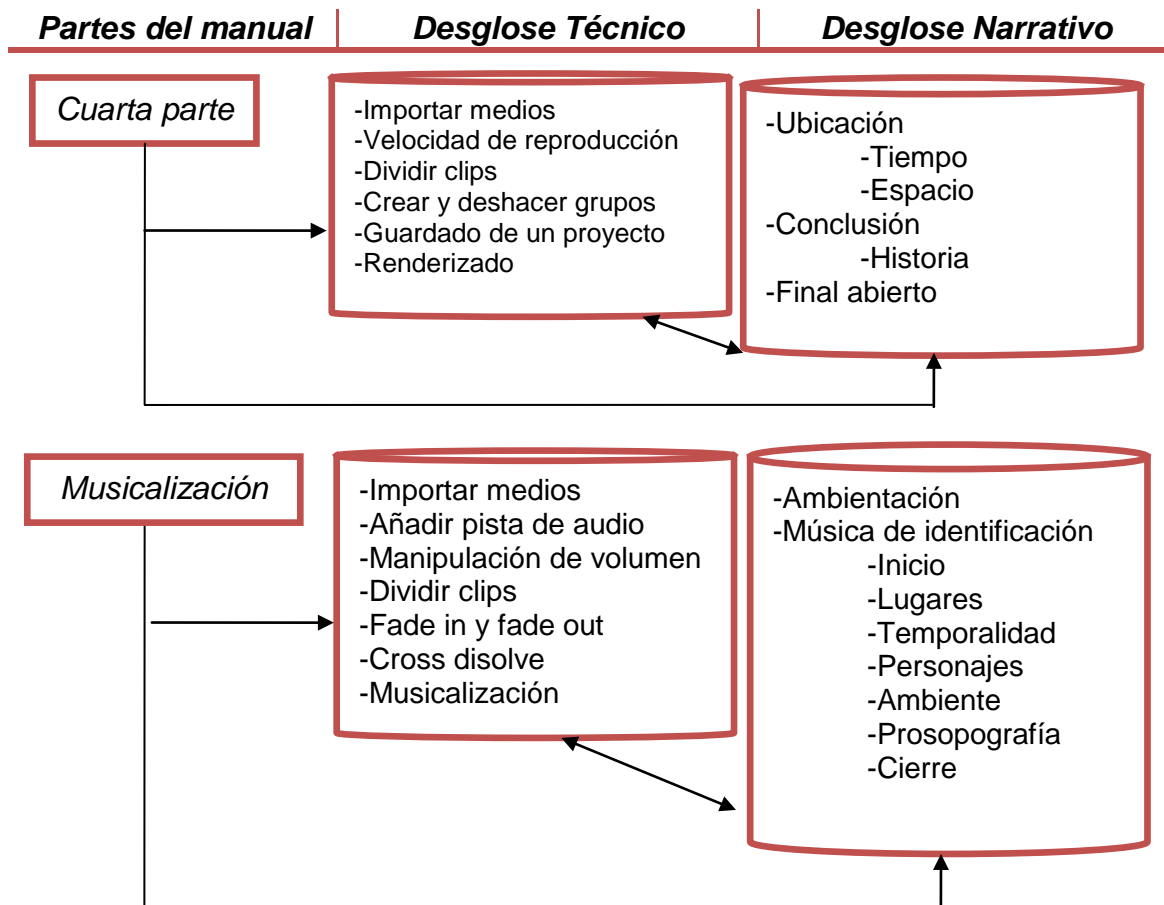 Partes del manual
Desglose Técnico
Desglose Narrativo
Cuarta parte
-Importar medios
-Velocidad de reproducción
-Dividir clips
-Crear y deshacer grupos
-Guardado de un proyecto
-Renderizado
-Ubicación
-Tiempo
-Espacio
-Conclusión
-Historia
-Final abierto
Musicalización
-Importar medios
-Añadir pista de audio
-Manipulación de volumen
-Dividir clips
-Fade in y fade out
-Cross disolve
-Musicalización
-Ambientación
-Música de identificación
-Inicio
-Lugares
-Temporalidad
-Personajes
-Ambiente
-Prosopografía
-Cierre